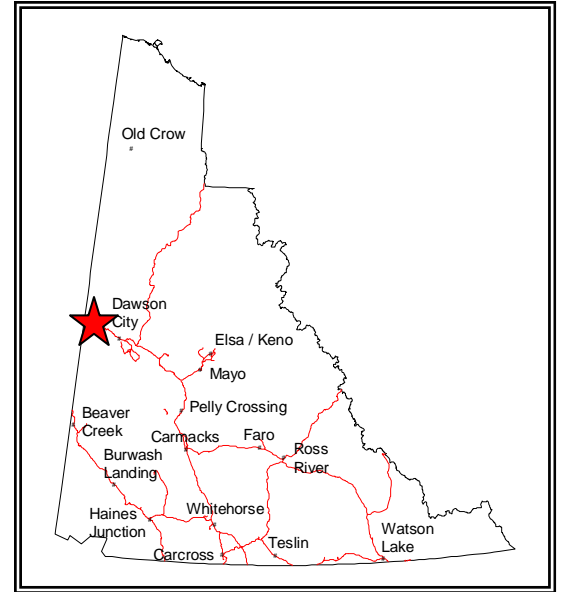 Old Crow
Dawson
City
Elsa / Keno
Mayo
Pelly Crossing
Beaver
Creek
Carmacks
Faro
Ross
River
Burwash
Landing
Haines
Junction
Whitehorse
Carcross
Teslin
Watson
Lake